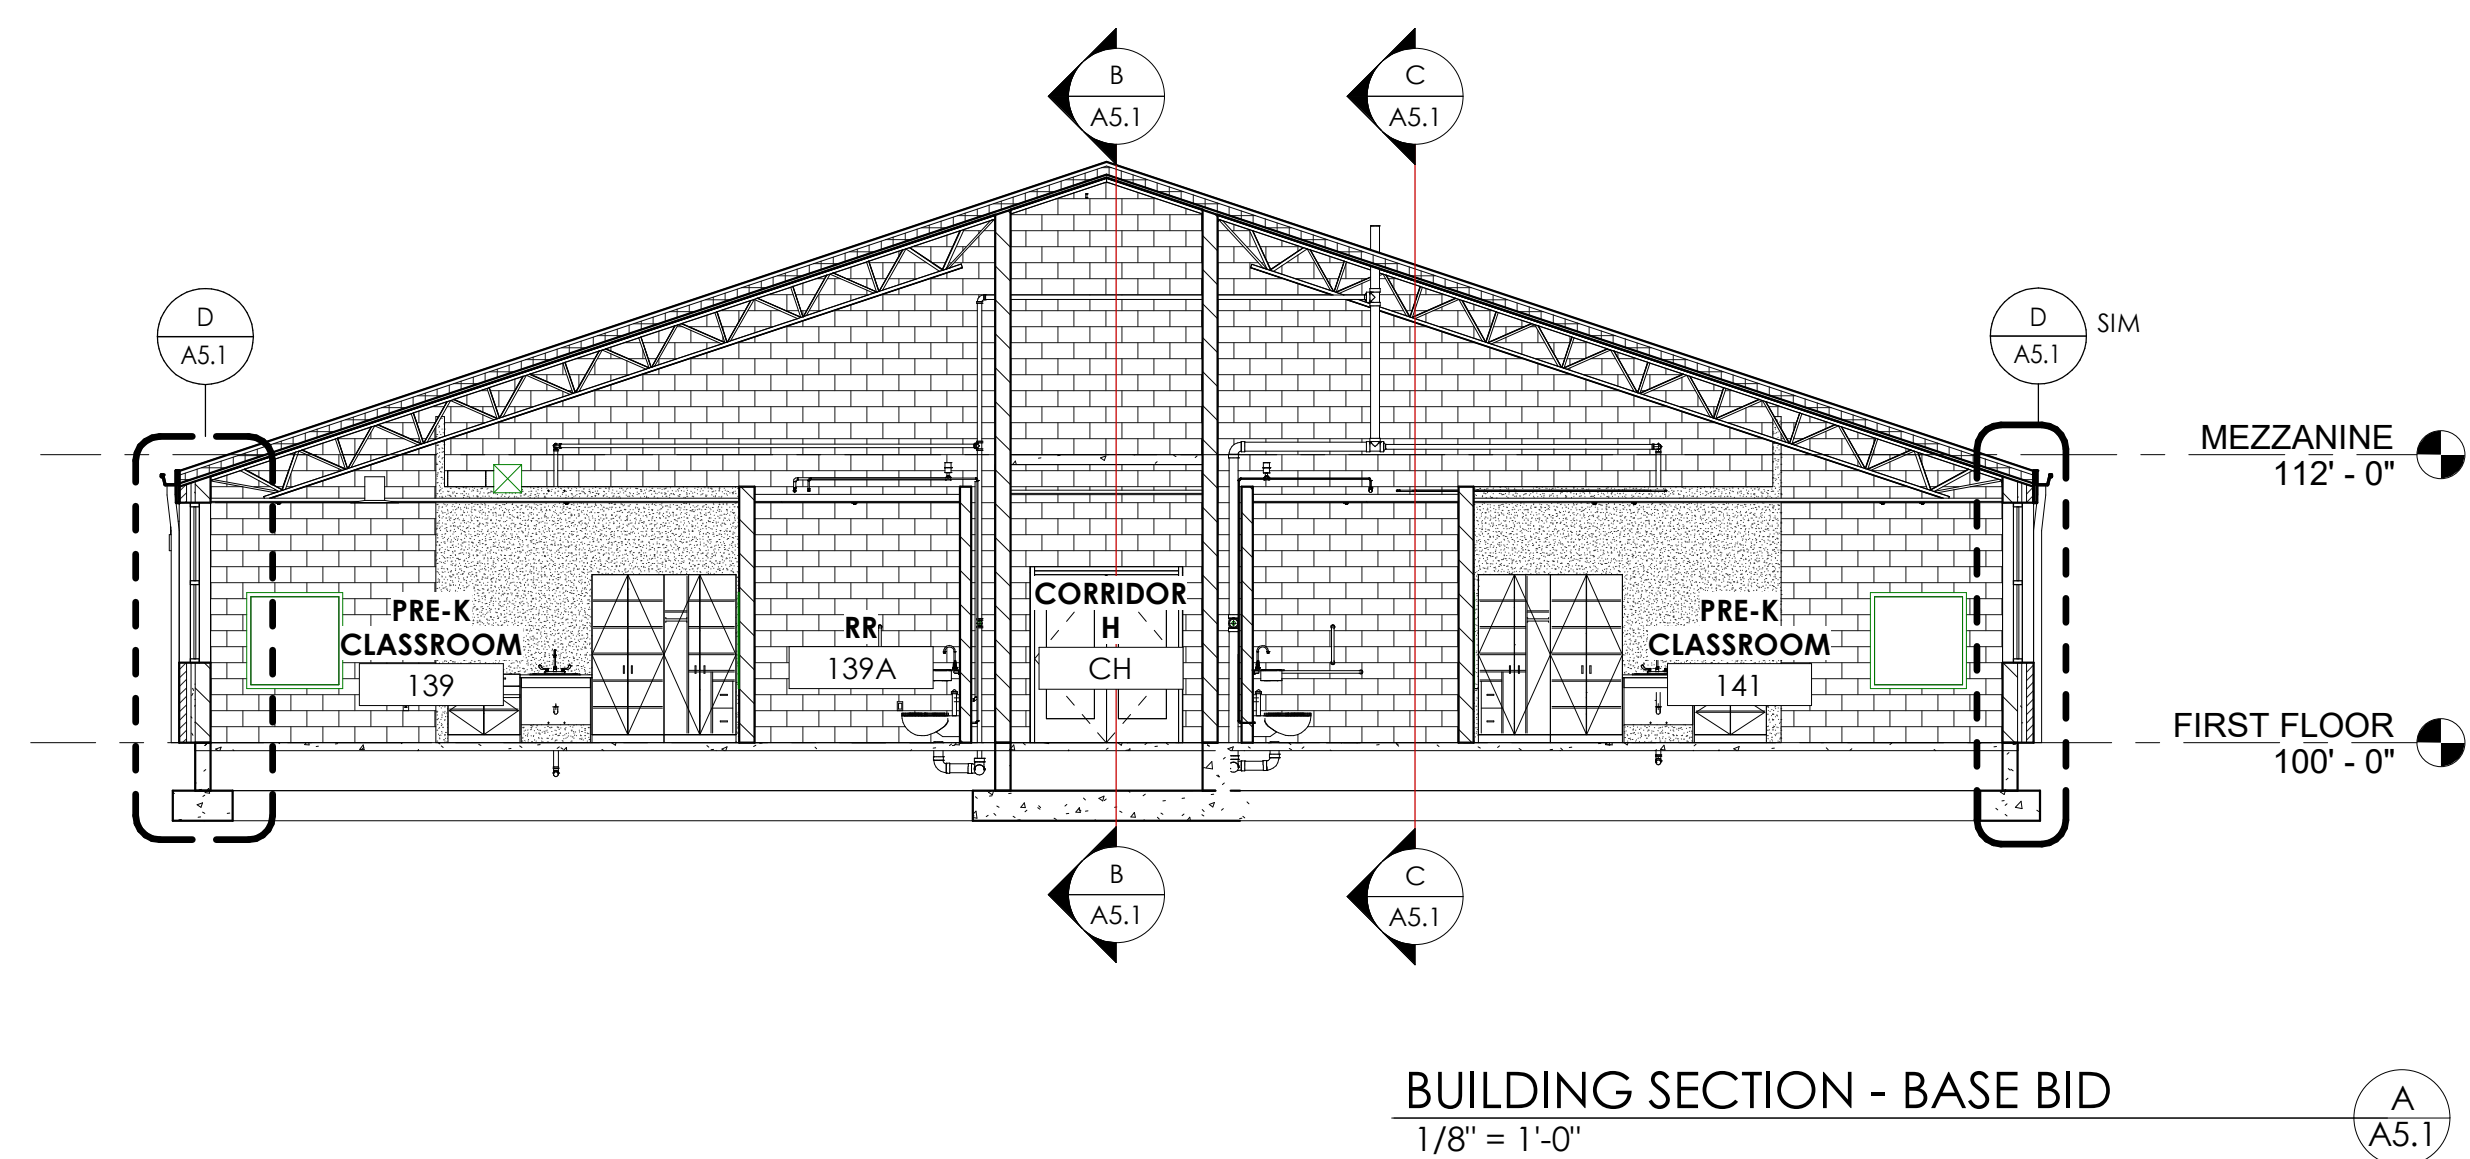 B
A5.1
C
A5.1
D
A5.1
D
A5.1
SIM
MEZZANINE
112' - 0"
PRE-K
CLASSROOM
139
RR
139A
CORRIDOR
H
CH
PRE-K
CLASSROOM
141
FIRST FLOOR
100' - 0"
B
A5.1
C
A5.1
BUILDING SECTION - BASE BID
1/8" = 1'-0"
A
A5.1